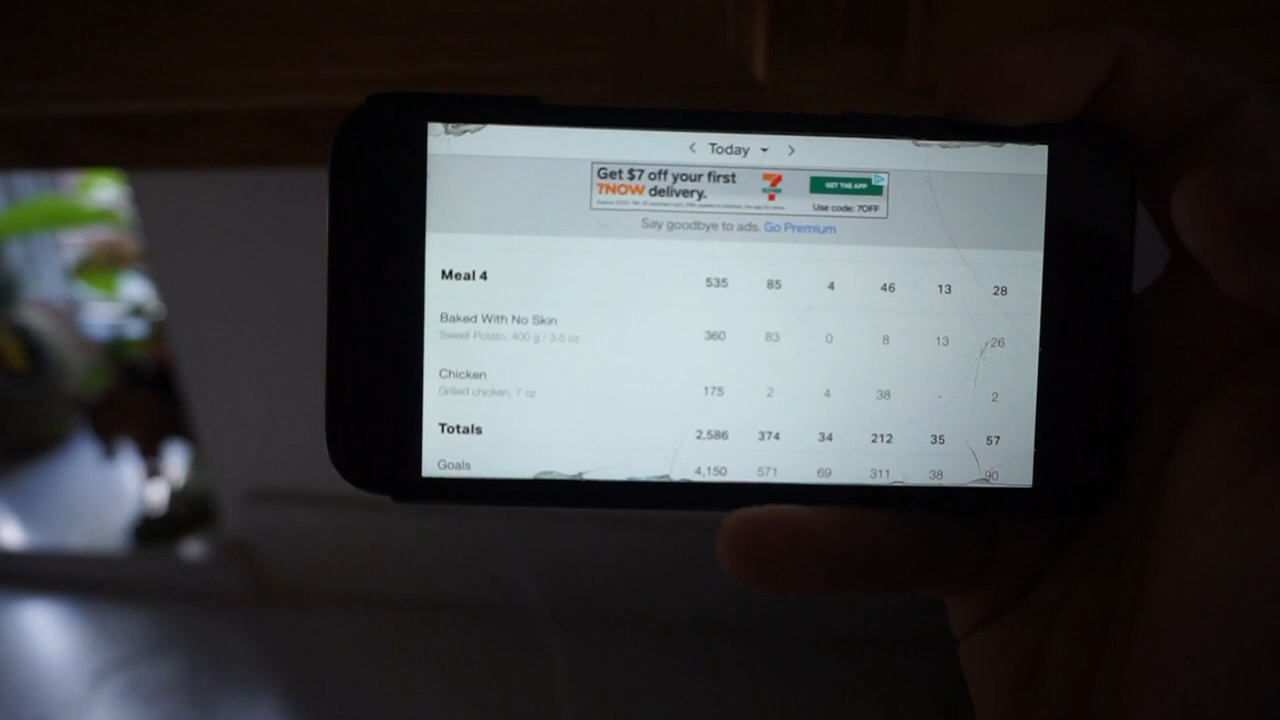 Today
Get $7 off your first
7NOW delivery.
GET THE APP
Use code: 7OFF
Say goodbye to ads. Go Premium
Meal 4 535 85 4 46 13 28
Baked With No Skin
Sweet Potato, 400 g / 3.5 oz 360 83 0 8 13 26
Chicken
Grilled chicken, 7 oz 175 2 4 38 - 2
Totals 2,586 374 34 212 35 57
Goals 4,150 571 69 311 38 90